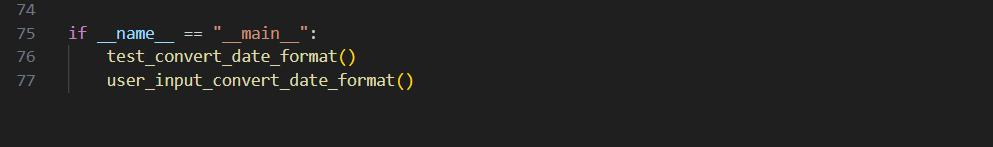 74
75 if __name__ == "__main__":
76 test_convert_date_format()
77 user_input_convert_date_format()